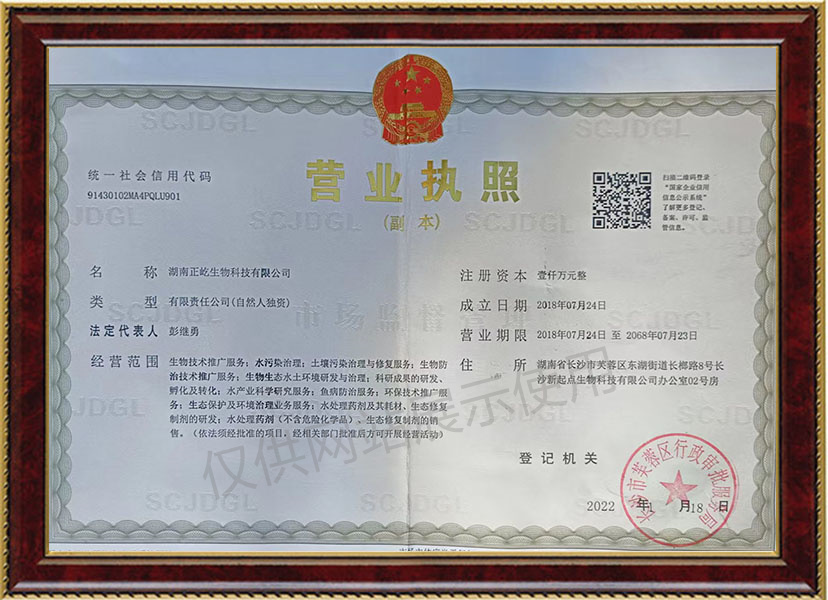 统一社会信用代码
91430102MA4PQLU901
营业执照
(副本)
扫描二维码登录
“国家企业信用
信息公示系统”
了解更多登记、
备案、许可、监
管信息。
名称 湖南正屹生物科技有限公司
类型 有限责任公司(自然人独资)
法定代表人 彭继勇
经营范围 生物技术推广服务；水污染治理；土壤污染治理与修复服务；生物防
治技术推广服务；生物生态水土环境研发与治理；科研成果的研发、
孵化及转化；水产业科学研究服务；鱼病防治服务；环保技术推广服
务；生态保护及环境治理业务服务；水处理药剂及其耗材、生态修复
制剂的研发；水处理药剂（不含危险化学品）、生态修复制剂的销
售。（依法须经批准的项目，经相关部门批准后方可开展经营活动）
注册资本 壹仟万元整
成立日期 2018年07月24日
营业期限 2018年07月24日 至 2068年07月23日
住所 湖南省长沙市芙蓉区东湖街道长榔路8号长
沙新起点生物科技有限公司办公室02号房
登记机关
2022 年1 月18 日
长沙市芙蓉区行政审批服务局
仅供网站展示使用
市场监督管理
SCJDGL
SCJDGL
SCJDGL
SCJDGL
SCJDGL
SCJDGL
SCJDGL
SCJDGL